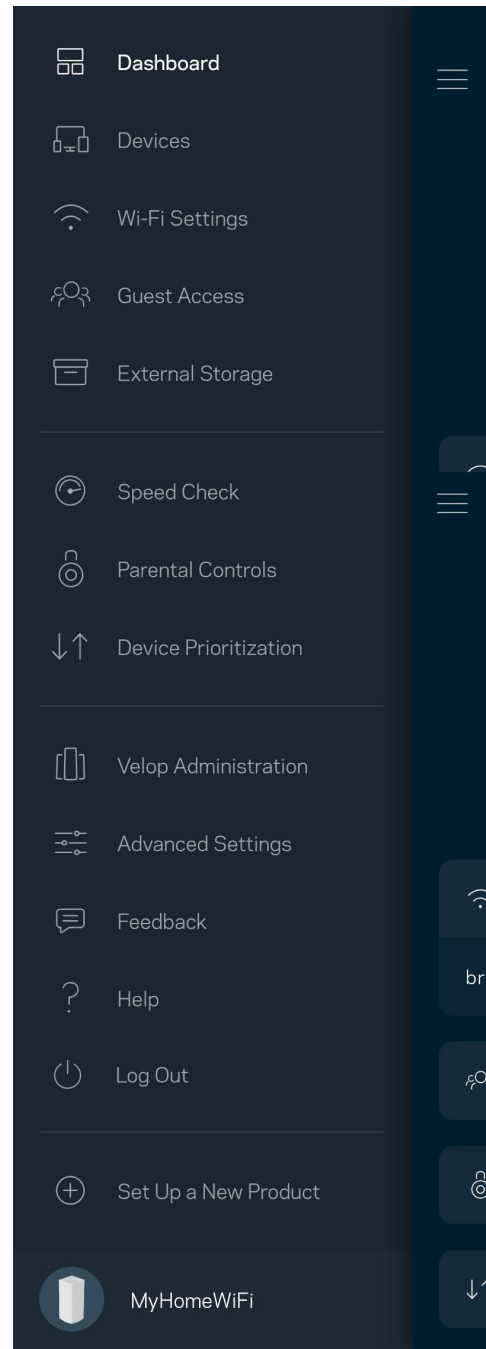 Dashboard
Devices
Wi-Fi Settings
Guest Access
External Storage
Speed Check
Parental Controls
Device Prioritization
Velop Administration
Advanced Settings
Feedback
Help
Log Out
Set Up a New Product
MyHomeWiFi
br